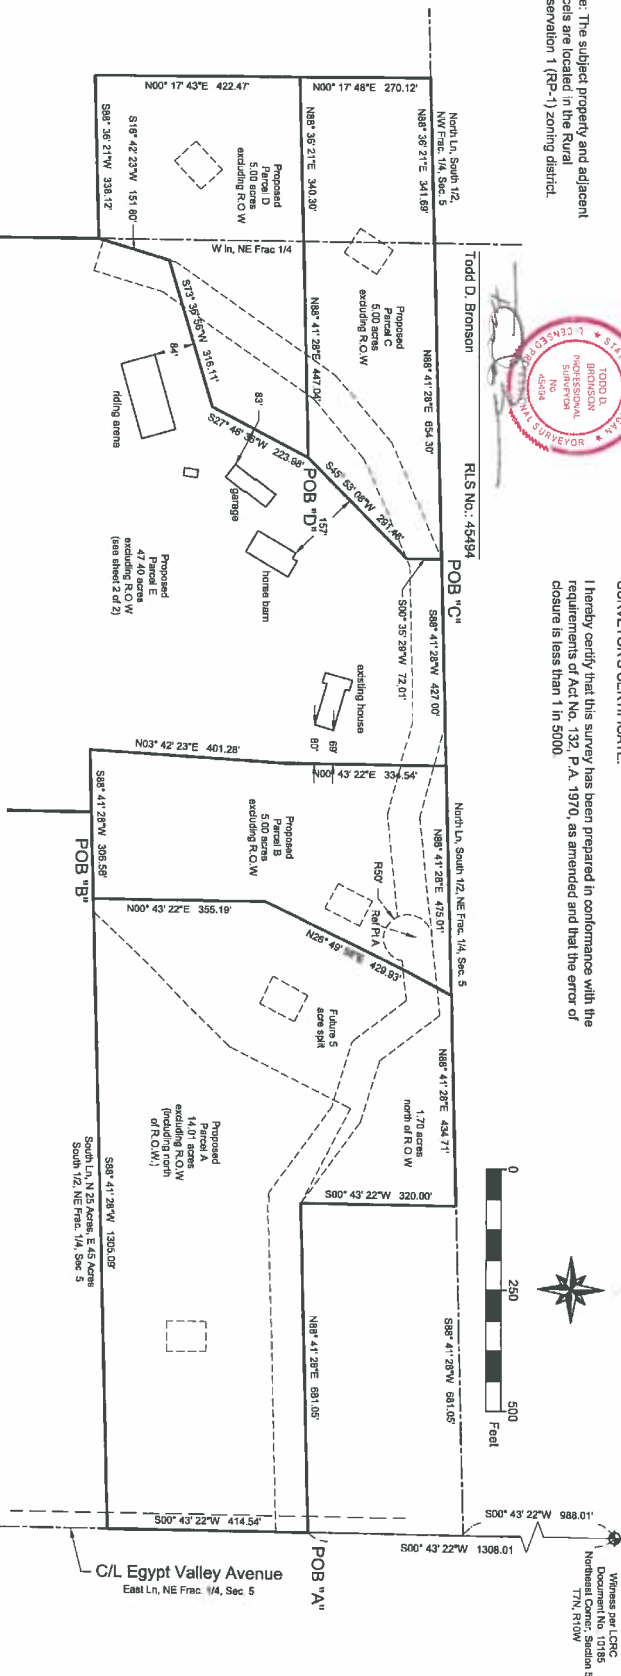 e: The subject property and adjacent
cels are located in the Rural
servation 1 (RP-1) zoning district.
Todd D. Bronson
RLS No.: 45494
TODD D.
BRONSON
PROFESSIONAL
SURVEYOR
No
45494
I hereby certify that this survey has been prepared in conformance with the
requirements of Act No. 132, P.A. 1970, as amended and that the error of
closure is less than 1 in 5000.
Witness per LCRC
Document No. 10185
Northeast Corner, Section 5
T7N, R10W
S00° 43' 22"W 988.01'
S00° 43' 22"W 1308.01
0
250
500
Feet
North Ln, South 1/2,
NW Frac. 1/4, Sec. 5
N88° 36' 21"E 341.69'
N88° 41' 28"E 654.30'
POB "C"
S88° 41' 28"W 427.00'
North Ln, South 1/2, NE Frac. 1/4, Sec. 5
N88° 41' 28"E 475.01'
N88° 41' 28"E 434.71'
S88° 41' 28"W 681.05'
N00° 17' 48"E 270.12'
Proposed
Parcel C
5.00 acres
excluding R.O.W
S00° 35' 29"W 72.01'
R50'
Ref Pt A
1.70 acres
north of R.O.W
S00° 43' 22"W 320.00'
N88° 36' 21"E 340.30'
N88° 41' 28"E 447.04'
S45° 53' 08"W 291.46'
POB "D"
157'
N00° 43' 22"E 334.54'
N26° 49' 429.93'
N88° 41' 28"E 681.05'
POB "A"
N00° 17' 43"E 422.47'
Proposed
Parcel D
5.00 acres
excluding R.O.W
W ln, NE Frac 1/4
S27° 46' 223.98'
83'
garage
horse barn
existing house
69'
80'
Future 5
acre split
S16° 42' 23"W 151.80'
S73° 35' 56"W 316.11'
84'
riding arena
Proposed
Parcel E
47.40 acres
excluding R.O.W
(see sheet 2 of 2)
N03° 42' 23"E 401.28'
Proposed
Parcel B
5.00 acres
excluding R.O.W
N00° 43' 22"E 355.19'
Proposed
Parcel A
14.01 acres
excluding R.O.W
(including north
of R.O.W.)
S00° 43' 22"W 414.54'
S88° 36' 21"W 338.12'
S88° 41' 28"W 306.58'
POB "B"
S88° 41' 28"W 1305.09'
South Ln, N 25 Acres, E 45 Acres
South 1/2, NE Frac. 1/4, Sec 5
C/L Egypt Valley Avenue
East Ln, NE Frac. 1/4, Sec. 5